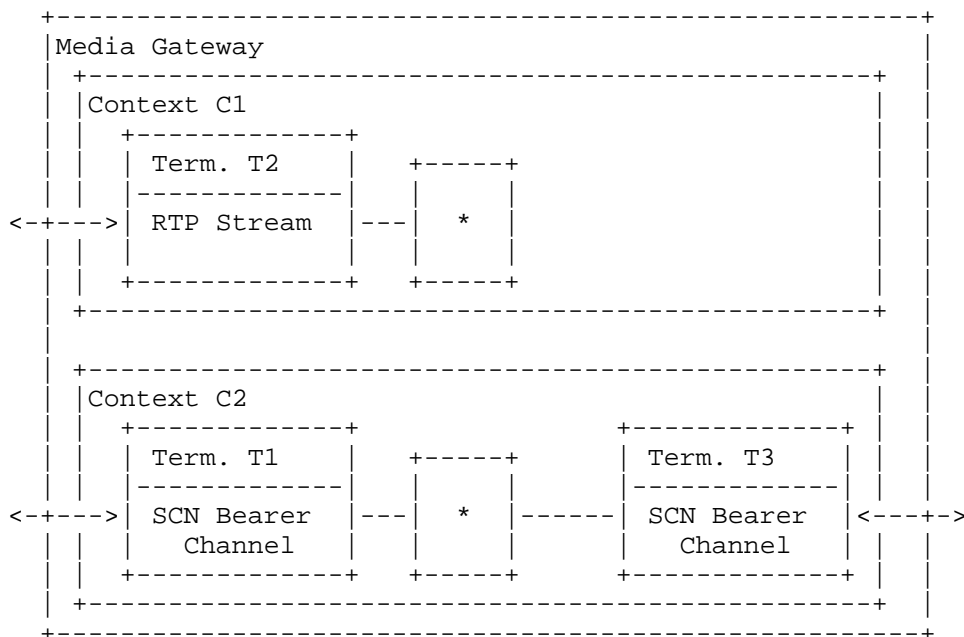 Media Gateway
Context C1
Term. T2
RTP Stream *
Context C2
Term. T1 Term. T3
SCN Bearer * SCN Bearer
Channel Channel